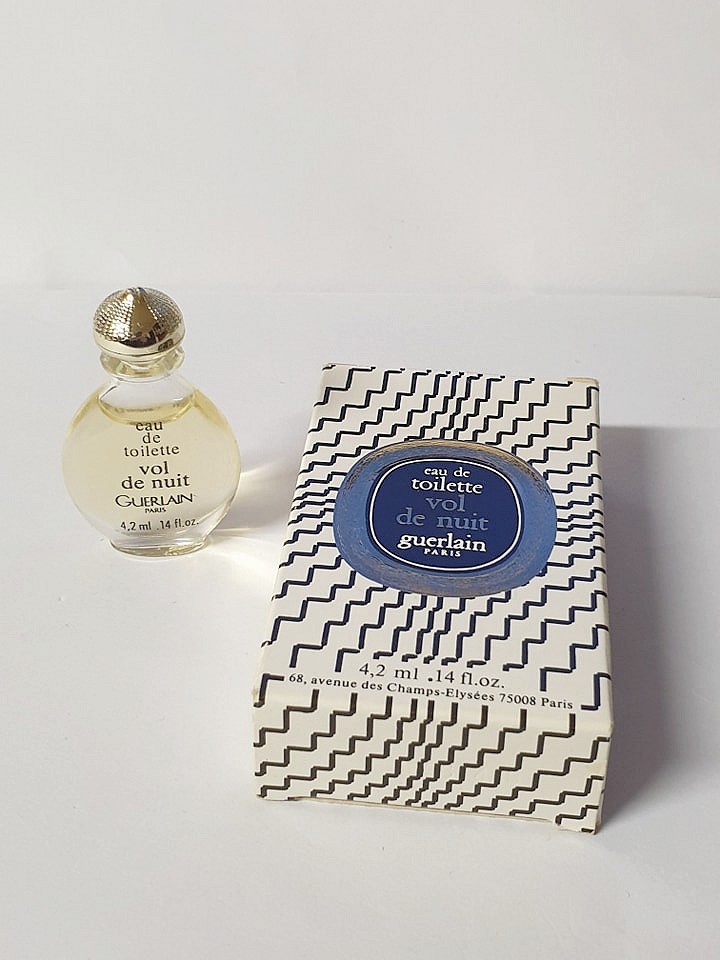 eau
de
toilette
vol
de nuit
GUERLAIN
PARIS
4,2 ml .14 fl.oz.
eau de
toilette
vol
de nuit
guerlain
PARIS
4,2 ml .14 fl.oz.
68, avenue des Champs-Elysées 75008 Paris